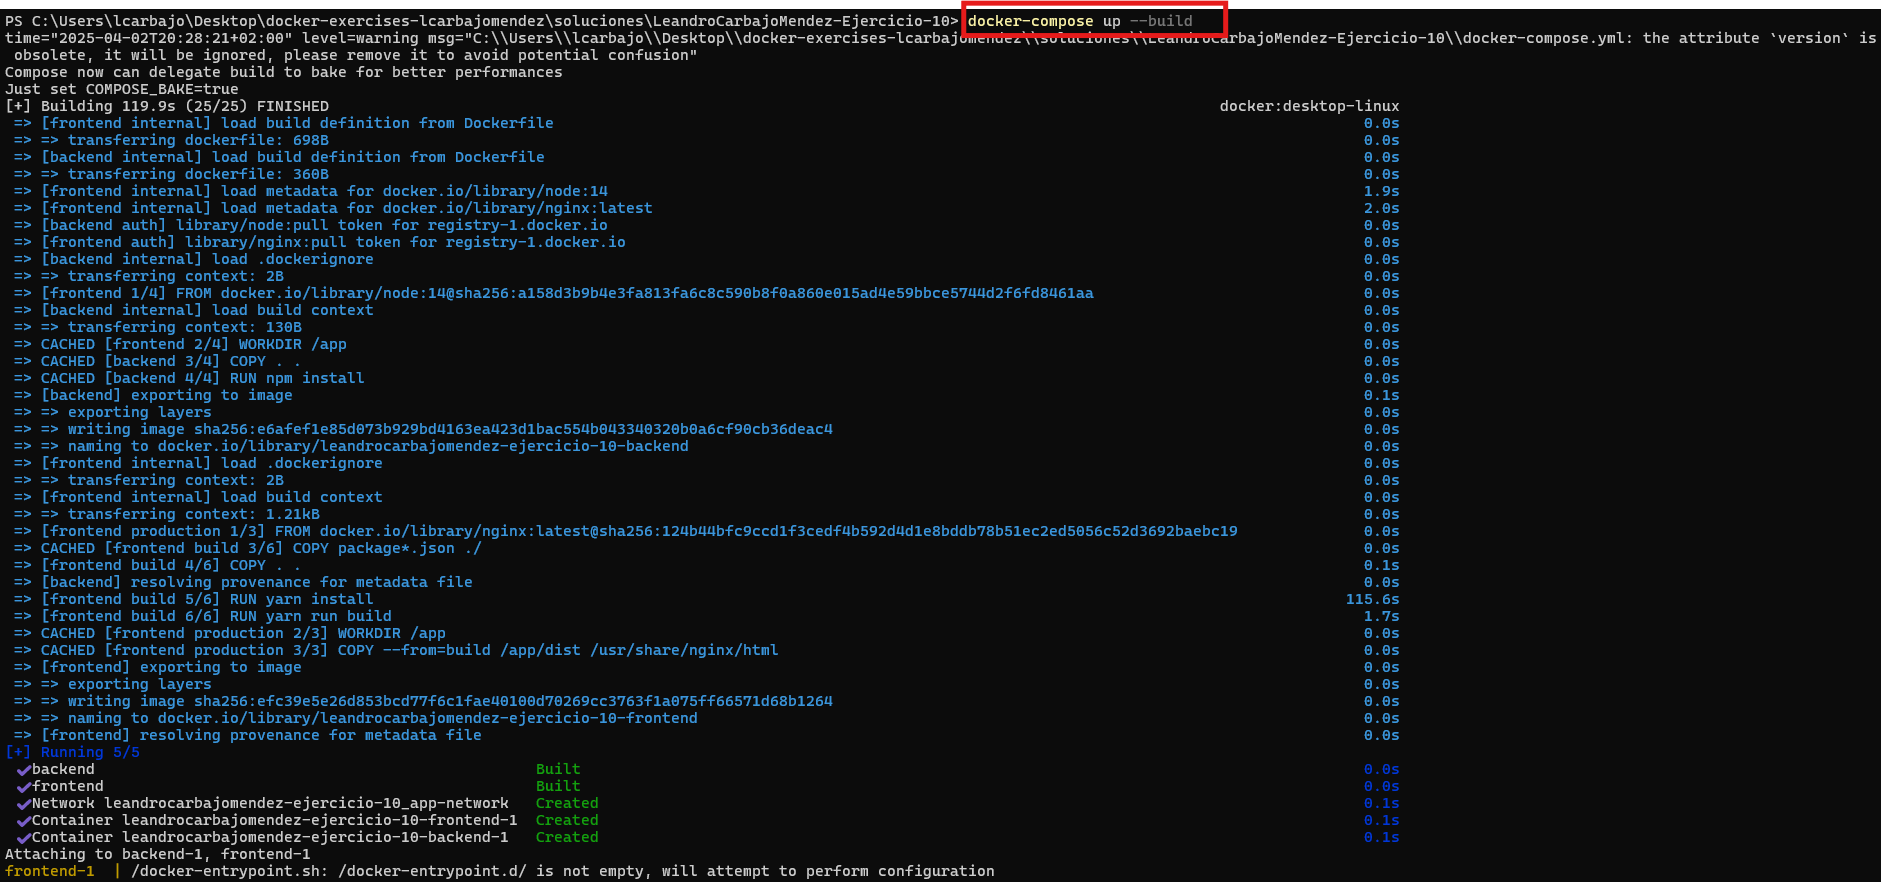 PS C:\Users\lcarbajo\Desktop\docker-exercises-lcarbajomendez\soluciones\LeandroCarbajoMendez-Ejercicio-10> docker-compose up --build
time="2025-04-02T20:28:21+02:00" level=warning msg="C:\\Users\\lcarbajo\\Desktop\\docker-exercises-lcarbajomendez\\soluciones\\LeandroCarbajoMendez-Ejercicio-10\\docker-compose.yml: the attribute `version` is
obsolete, it will be ignored, please remove it to avoid potential confusion"
Compose now can delegate build to bake for better performances
Just set COMPOSE_BAKE=true
[+] Building 119.9s (25/25) FINISHED docker:desktop-linux
=> [frontend internal] load build definition from Dockerfile 0.0s
=> => transferring dockerfile: 698B 0.0s
=> [backend internal] load build definition from Dockerfile 0.0s
=> => transferring dockerfile: 360B 0.0s
=> [frontend internal] load metadata for docker.io/library/node:14 1.9s
=> [frontend internal] load metadata for docker.io/library/nginx:latest 2.0s
=> [backend auth] library/node:pull token for registry-1.docker.io 0.0s
=> [frontend auth] library/nginx:pull token for registry-1.docker.io 0.0s
=> [backend internal] load .dockerignore 0.0s
=> => transferring context: 2B 0.0s
=> [frontend 1/4] FROM docker.io/library/node:14@sha256:a158d3b9b4e3fa813fa6c8c590b8f0a860e015ad4e59bbce5744d2f6fd8461aa 0.0s
=> [backend internal] load build context 0.0s
=> => transferring context: 130B 0.0s
=> CACHED [frontend 2/4] WORKDIR /app 0.0s
=> CACHED [backend 3/4] COPY . . 0.0s
=> CACHED [backend 4/4] RUN npm install 0.0s
=> [backend] exporting to image 0.1s
=> => exporting layers 0.0s
=> => writing image sha256:e6afef1e85d073b929bd4163ea423d1bac554b043340320b0a6cf90cb36deac4 0.0s
=> => naming to docker.io/library/leandrocarbajomendez-ejercicio-10-backend 0.0s
=> [frontend internal] load .dockerignore 0.0s
=> => transferring context: 2B 0.0s
=> [frontend internal] load build context 0.0s
=> => transferring context: 1.21kB 0.0s
=> [frontend production 1/3] FROM docker.io/library/nginx:latest@sha256:124b44bfc9ccd1f3cedf4b592d4d1e8bddb78b51ec2ed5056c52d3692baebc19 0.0s
=> CACHED [frontend build 3/6] COPY package*.json ./ 0.0s
=> [frontend build 4/6] COPY . . 0.1s
=> [backend] resolving provenance for metadata file 0.0s
=> [frontend build 5/6] RUN yarn install 115.6s
=> [frontend build 6/6] RUN yarn run build 1.7s
=> CACHED [frontend production 2/3] WORKDIR /app 0.0s
=> CACHED [frontend production 3/3] COPY --from=build /app/dist /usr/share/nginx/html 0.0s
=> [frontend] exporting to image 0.0s
=> => exporting layers 0.0s
=> => writing image sha256:efc39e5e26d853bcd77f6c1fae40100d70269cc3763f1a075ff66571d68b1264 0.0s
=> => naming to docker.io/library/leandrocarbajomendez-ejercicio-10-frontend 0.0s
=> [frontend] resolving provenance for metadata file 0.0s
[+] Running 5/5
✔backend Built 0.0s
✔frontend Built 0.0s
✔Network leandrocarbajomendez-ejercicio-10_app-network Created 0.1s
✔Container leandrocarbajomendez-ejercicio-10-frontend-1 Created 0.1s
✔Container leandrocarbajomendez-ejercicio-10-backend-1 Created 0.1s
Attaching to backend-1, frontend-1
frontend-1 | /docker-entrypoint.sh: /docker-entrypoint.d/ is not empty, will attempt to perform configuration